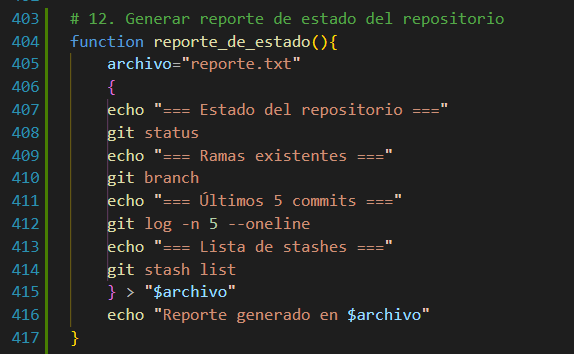 403 # 12. Generar reporte de estado del repositorio
404 function reporte_de_estado(){
405 archivo="reporte.txt"
406 {
407 echo "=== Estado del repositorio ==="
408 git status
409 echo "=== Ramas existentes ==="
410 git branch
411 echo "=== Últimos 5 commits ==="
412 git log -n 5 --oneline
413 echo "=== Lista de stashes ==="
414 git stash list
415 } > "$archivo"
416 echo "Reporte generado en $archivo"
417 }